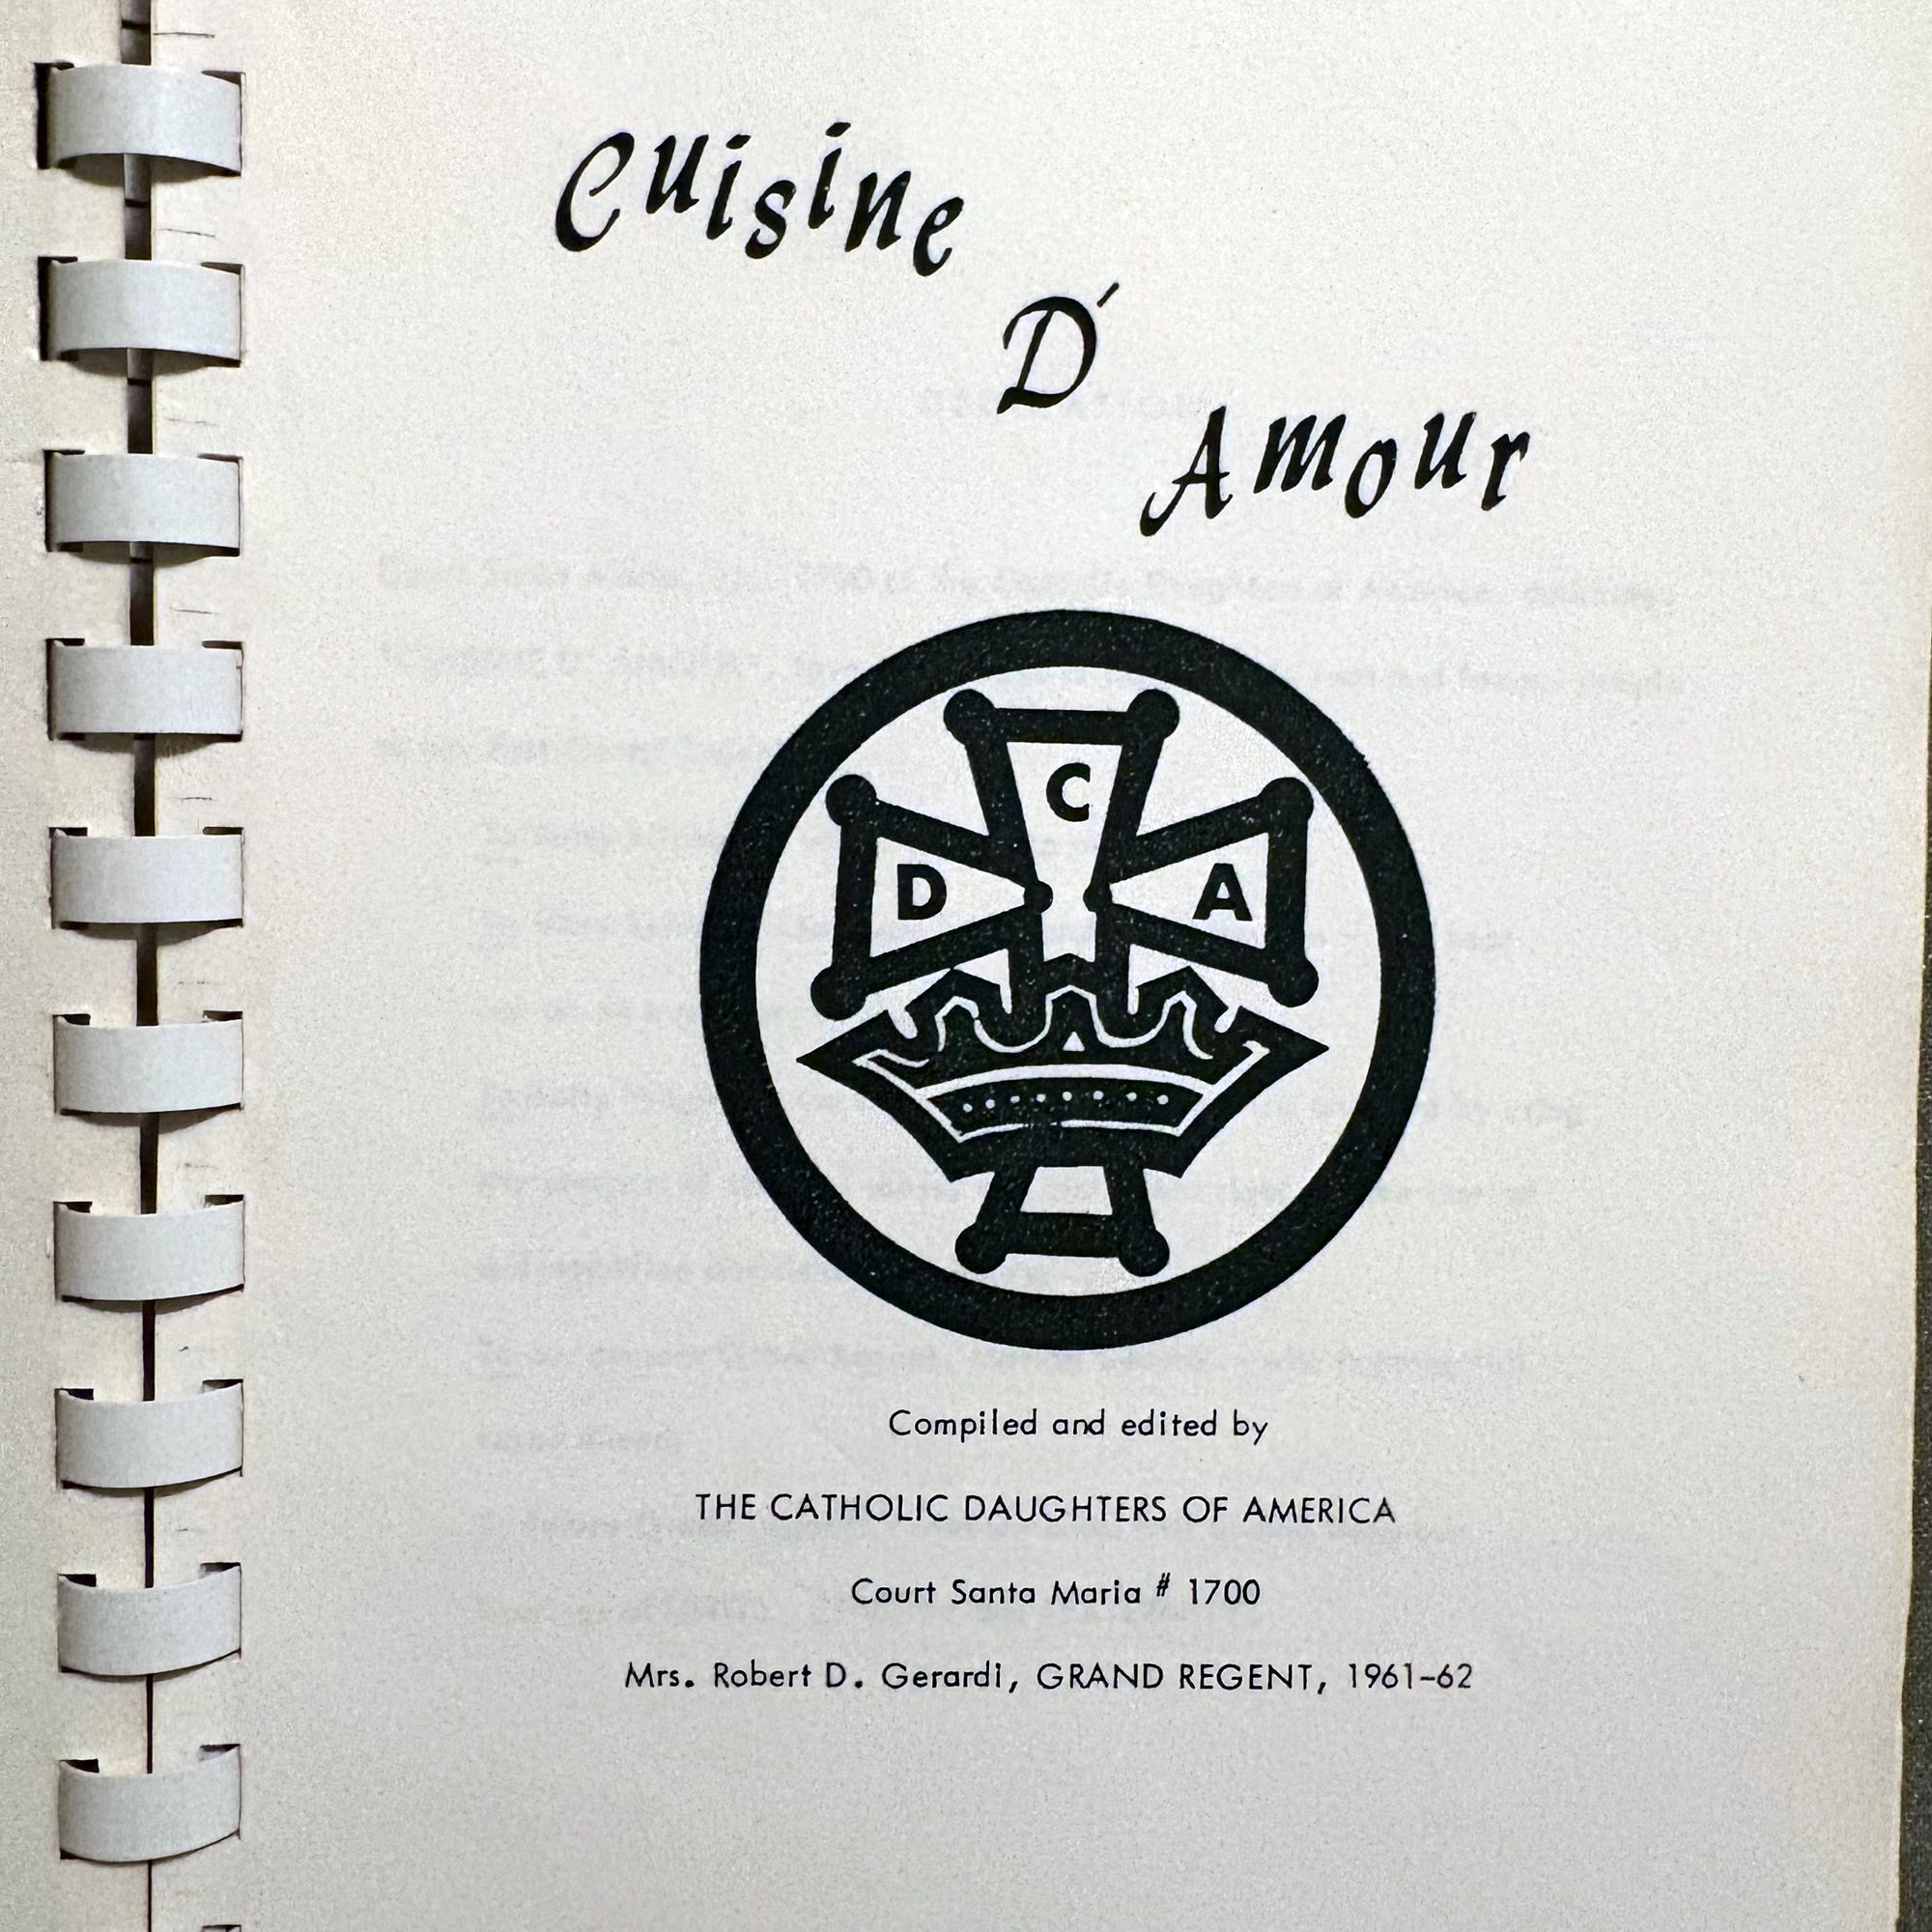 Cuisine
D'
Amour
C
D A
Compiled and edited by
THE CATHOLIC DAUGHTERS OF AMERICA
Court Santa Maria # 1700
Mrs. Robert D. Gerardi, GRAND REGENT, 1961-62